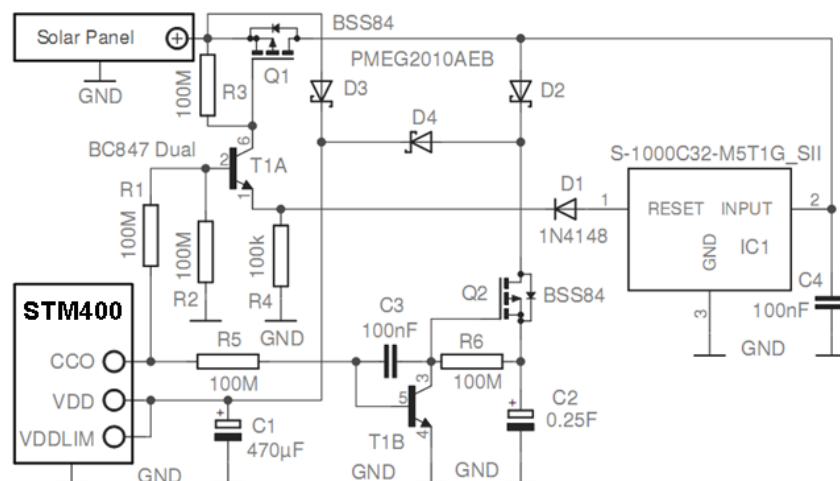 Solar Panel
BSS84
GND
100M
R3
Q1
PMEG2010AEB
D3
D2
D4
BC847 Dual
6
2
T1A
1
S-1000C32-M5T1G_SII
D1
1
RESET
INPUT
2
1N4148
GND
IC1
R1
100M
100M
R2
100k
R4
GND
Q2
BSS84
C4
100nF
3
GND
STM400
CCO
VDD
VDDLIM
C3
100nF
R5
100M
R6
100M
3
5
T1B
4
+
C1
470µF
+
C2
0.25F
GND
GND
GND